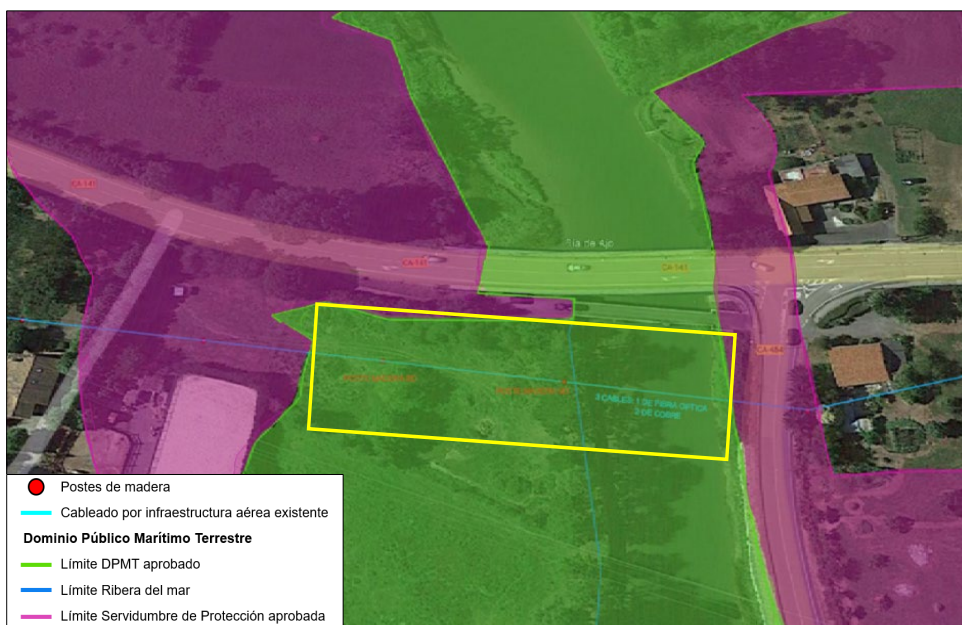 CA-141
Ría de Ajo
CA-141
CA-141
CA-454
3 CABLES: 1 DE FIBRA OPTICA
2 DE COBRE
Postes de madera
Cableado por infraestructura aérea existente
Dominio Público Marítimo Terrestre
Límite DPMT aprobado
Límite Ribera del mar
Límite Servidumbre de Protección aprobada